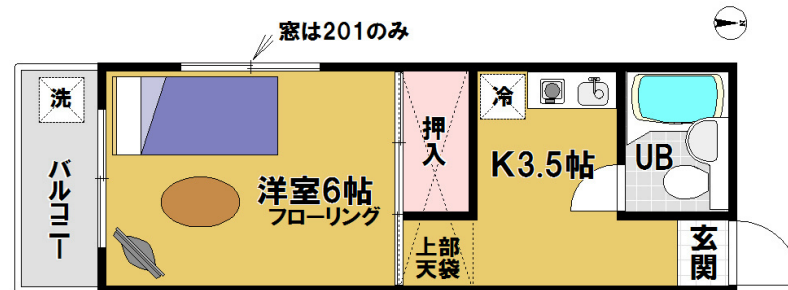 窓は201のみ
N
洗
バルコニー
洋室6帖
フローリング
押入
上部
天袋
冷
K3.5帖
UB
玄関